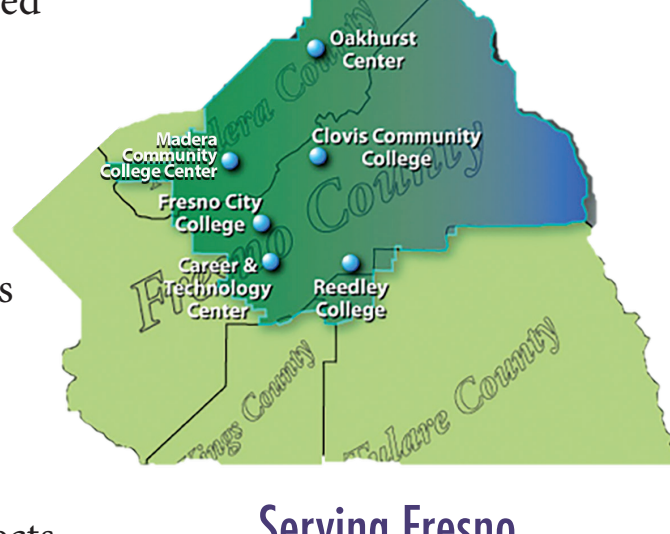 ed
Oakhurst
Center
Madera County
Madera
Community
College Center
Clovis Community
College
Fresno City
College
Fresno County
Career &
Technology
Center
Reedley
College
s
Kings County
Tulare County
Serving Fresno